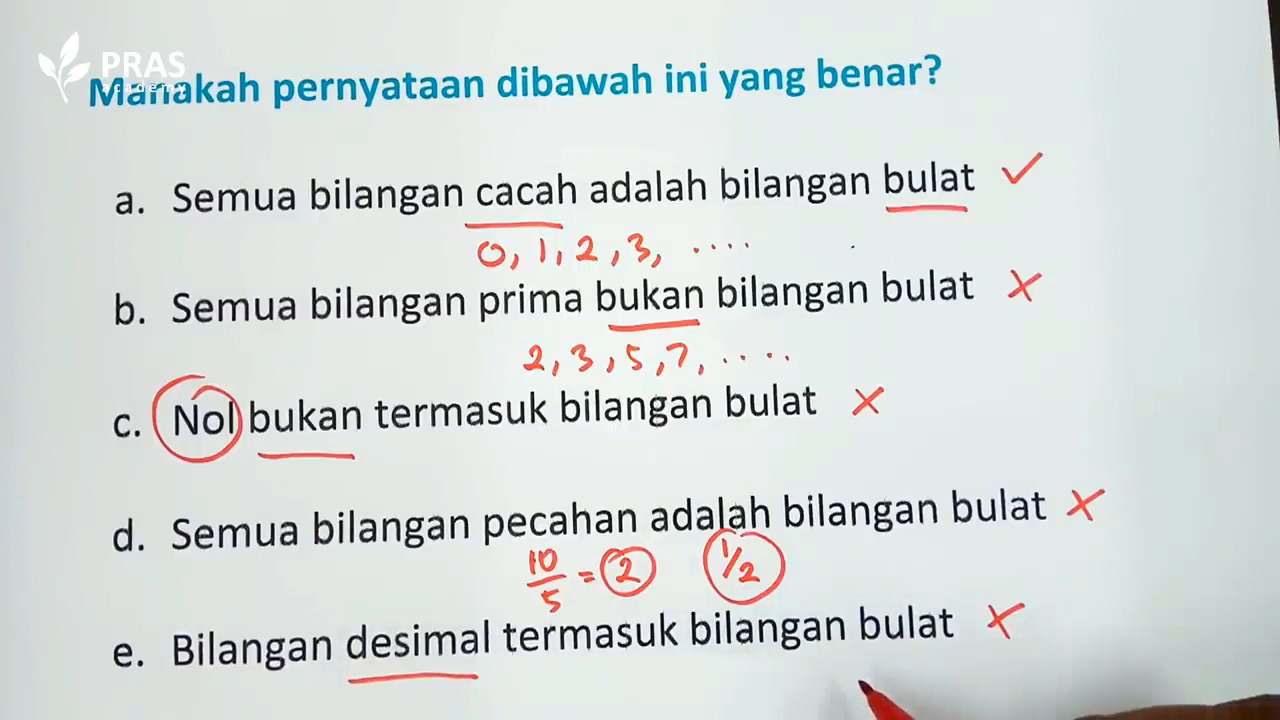 PRAS
academy
Manakah pernyataan dibawah ini yang benar?
a. Semua bilangan cacah adalah bilangan bulat ✓
0, 1, 2, 3, ....
b. Semua bilangan prima bukan bilangan bulat ×
2, 3, 5, 7, ....
c. Nol bukan termasuk bilangan bulat ×
d. Semua bilangan pecahan adalah bilangan bulat ×
10/5 = 2 1/2
e. Bilangan desimal termasuk bilangan bulat ×